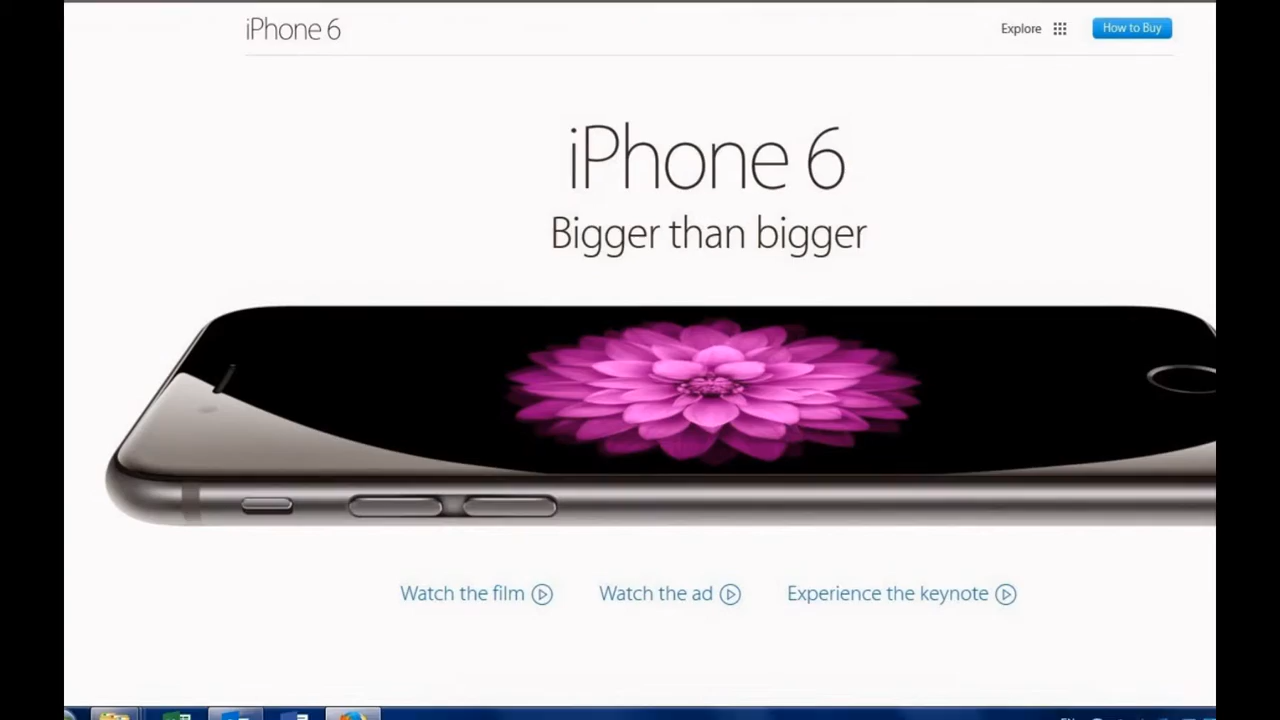 iPhone 6
Explore
How to Buy
iPhone 6
Bigger than bigger
Watch the film
Watch the ad
Experience the keynote